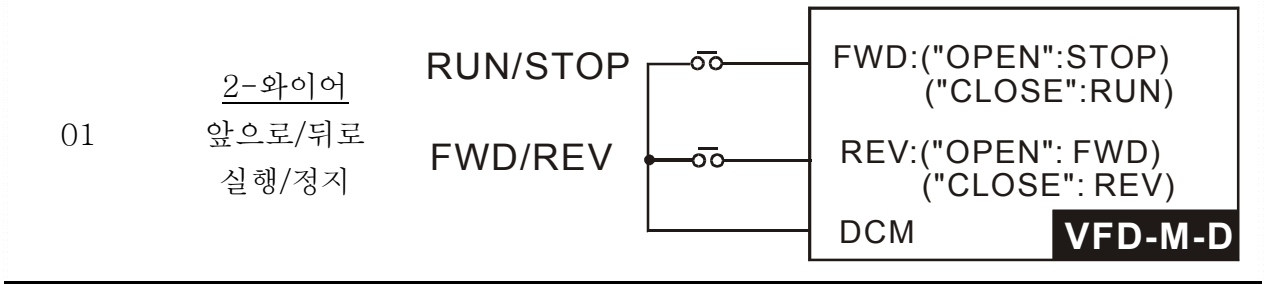 01
2-와이어
앞으로/뒤로
실행/정지
RUN/STOP
FWD/REV
FWD:("OPEN":STOP)
("CLOSE":RUN)
REV:("OPEN": FWD)
("CLOSE": REV)
DCM
VFD-M-D